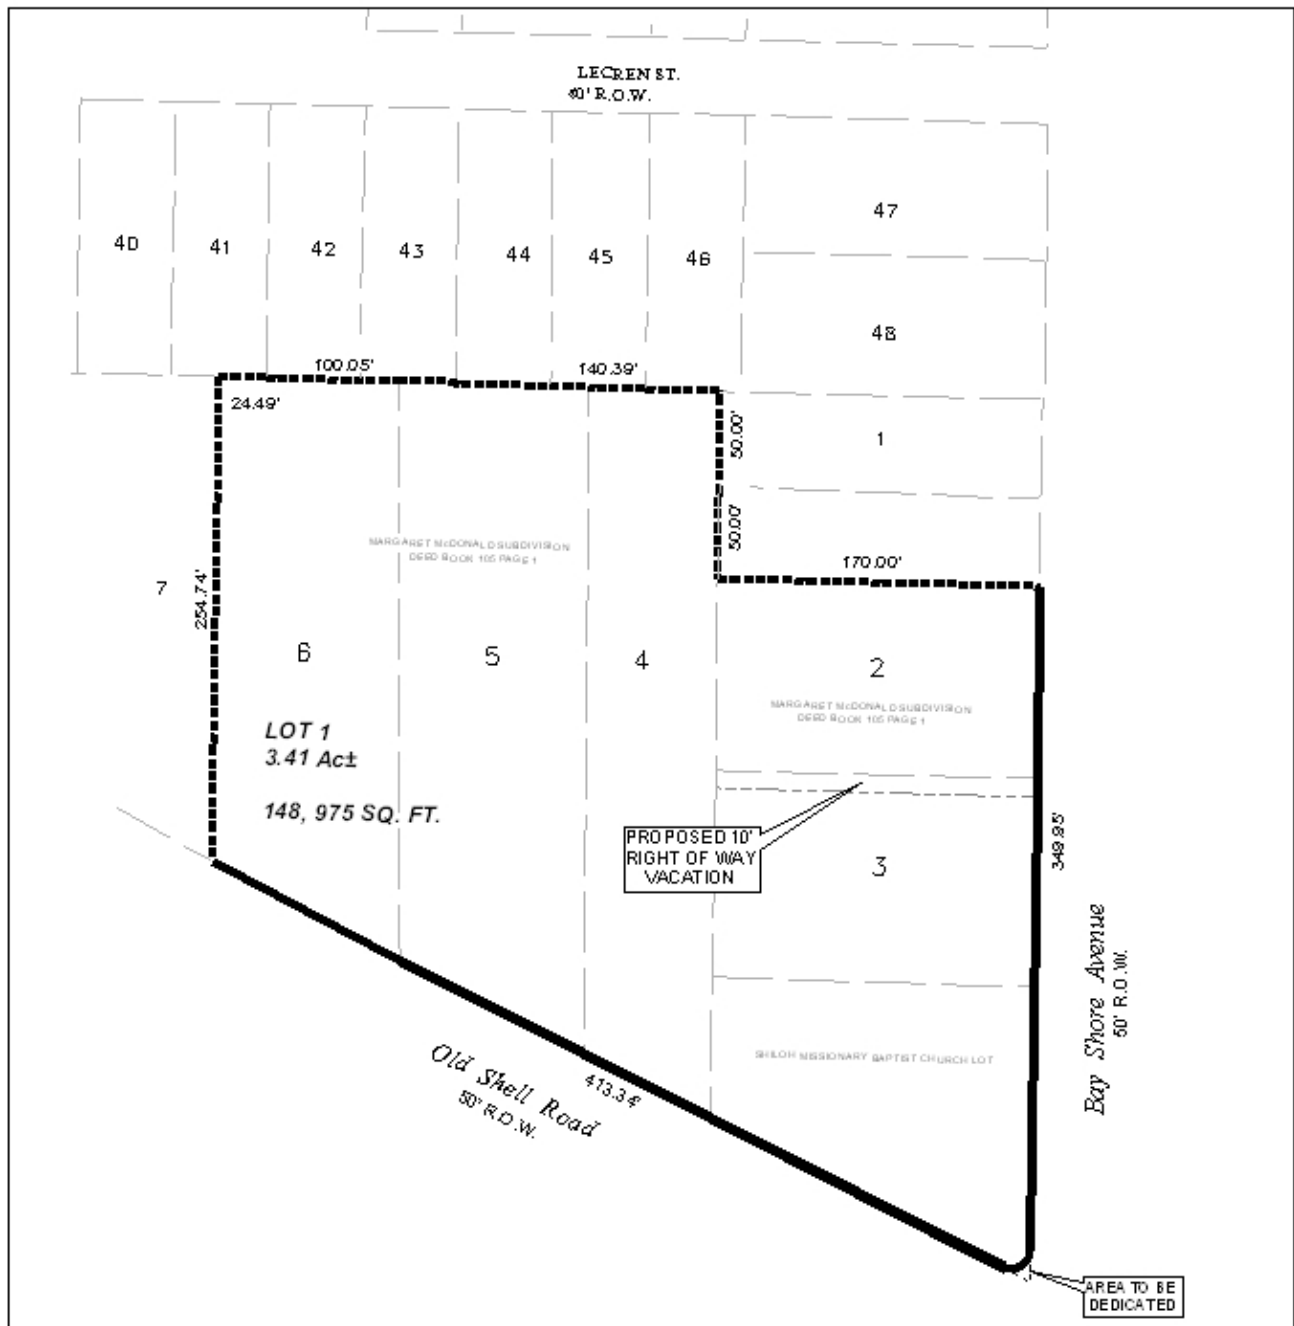 LECREN ST.
40' R.O.W.
40
41
42
43
44
45
46
47
48
100.05'
140.39'
24.49'
50.00'
1
50.00'
MARGARET McDONALD SUBDIVISION
DEED BOOK 105 PAGE 1
170.00'
7
254.74'
6
5
4
2
MARGARET McDONALD SUBDIVISION
DEED BOOK 105 PAGE 1
LOT 1
3.41 Ac±
148, 975 SQ. FT.
PROPOSED 10'
RIGHT OF WAY
VACATION
3
349.95'
Bay Shore Avenue
50' R.O.W.
SHILOH MISSIONARY BAPTIST CHURCH LOT
Old Shell Road
50' R.O.W.
413.34'
AREA TO BE
DEDICATED